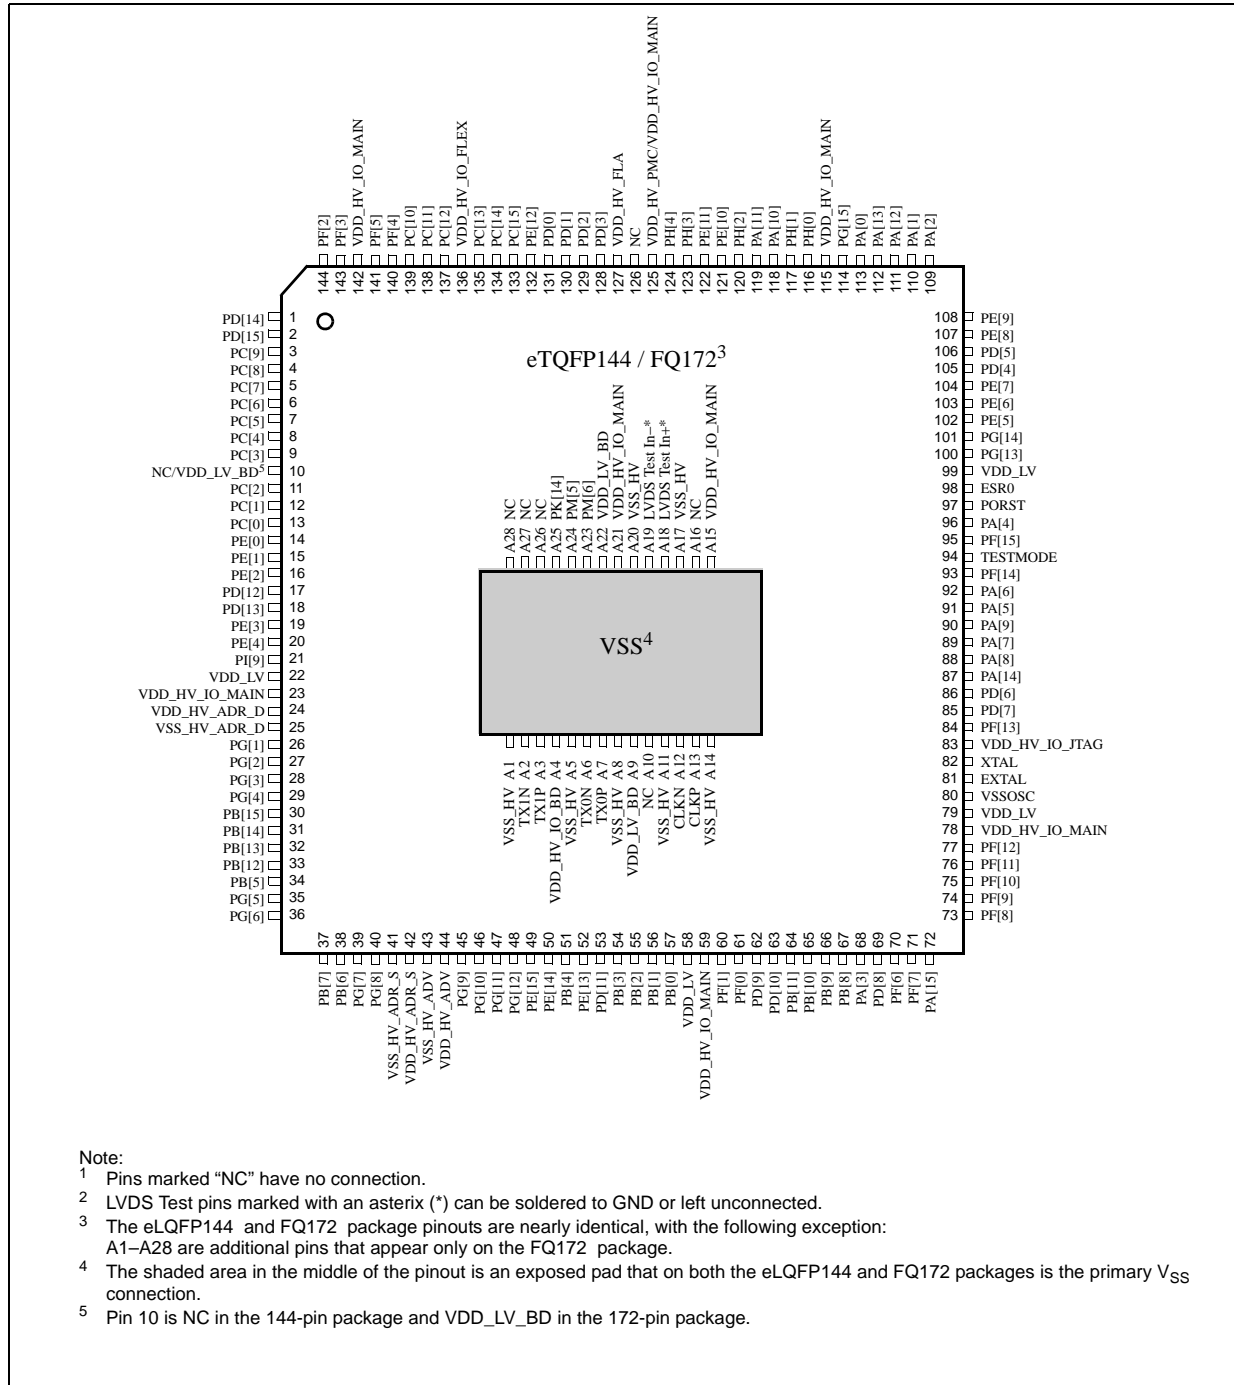 PF[2]
PF[3]
VDD_HV_IO_MAIN
PF[5]
PF[4]
PC[10]
PC[11]
PC[12]
VDD_HV_IO_FLEX
PC[13]
PC[14]
PC[15]
PE[12]
PD[0]
PD[1]
PD[2]
PD[3]
VDD_HV_FLA
NC
VDD_HV_PMC/VDD_HV_IO_MAIN
PH[4]
PH[3]
PE[11]
PE[10]
PH[2]
PA[11]
PA[10]
PH[1]
PH[0]
VDD_HV_IO_MAIN
PG[15]
PA[0]
PA[13]
PA[12]
PA[1]
PA[2]
144
143
142
141
140
139
138
137
136
135
134
133
132
131
130
129
128
127
126
125
124
123
122
121
120
119
118
117
116
115
114
113
112
111
110
109
PD[14] 1
PD[15] 2
PC[9] 3
PC[8] 4
PC[7] 5
PC[6] 6
PC[5] 7
PC[4] 8
PC[3] 9
NC/VDD_LV_BD5 10
PC[2] 11
PC[1] 12
PC[0] 13
PE[0] 14
PE[1] 15
PE[2] 16
PD[12] 17
PD[13] 18
PE[3] 19
PE[4] 20
PI[9] 21
VDD_LV 22
VDD_HV_IO_MAIN 23
VDD_HV_ADR_D 24
VSS_HV_ADR_D 25
PG[1] 26
PG[2] 27
PG[3] 28
PG[4] 29
PB[15] 30
PB[14] 31
PB[13] 32
PB[12] 33
PB[5] 34
PG[5] 35
PG[6] 36
eTQFP144 / FQ1723
A28 NC
A27 NC
A26 NC
A25 PK[14]
A24 PM[5]
A23 PM[6]
A22 VDD_LV_BD
A21 VDD_HV_IO_MAIN
A20 VSS_HV
A19 LVDS Test In–*
A18 LVDS Test In+*
A17 VSS_HV
A16 NC
A15 VDD_HV_IO_MAIN
VSS4
VSS_HV A1
TX1N A2
TX1P A3
VDD_HV_IO_BD A4
VSS_HV A5
TX0N A6
TX0P A7
VSS_HV A8
VDD_LV_BD A9
NC A10
VSS_HV A11
CLKN A12
CLKP A13
VSS_HV A14
108 PE[9]
107 PE[8]
106 PD[5]
105 PD[4]
104 PE[7]
103 PE[6]
102 PE[5]
101 PG[14]
100 PG[13]
99 VDD_LV
98 ESR0
97 PORST
96 PA[4]
95 PF[15]
94 TESTMODE
93 PF[14]
92 PA[6]
91 PA[5]
90 PA[9]
89 PA[7]
88 PA[8]
87 PA[14]
86 PD[6]
85 PD[7]
84 PF[13]
83 VDD_HV_IO_JTAG
82 XTAL
81 EXTAL
80 VSSOSC
79 VDD_LV
78 VDD_HV_IO_MAIN
77 PF[12]
76 PF[11]
75 PF[10]
74 PF[9]
73 PF[8]
37
38
39
40
41
42
43
44
45
46
47
48
49
50
51
52
53
54
55
56
57
58
59
60
61
62
63
64
65
66
67
68
69
70
71
72
PB[7]
PB[6]
PG[7]
PG[8]
VSS_HV_ADR_S
VDD_HV_ADR_S
VSS_HV_ADV
VDD_HV_ADV
PG[9]
PG[10]
PG[11]
PG[12]
PE[15]
PE[14]
PB[4]
PE[13]
PD[11]
PB[3]
PB[2]
PB[1]
PB[0]
VDD_LV
VDD_HV_IO_MAIN
PF[1]
PF[0]
PD[9]
PD[10]
PB[11]
PB[10]
PB[9]
PB[8]
PA[3]
PD[8]
PF[6]
PF[7]
PA[15]
Note:
1 Pins marked “NC” have no connection.
2 LVDS Test pins marked with an asterix (*) can be soldered to GND or left unconnected.
3 The eLQFP144 and FQ172 package pinouts are nearly identical, with the following exception:
A1–A28 are additional pins that appear only on the FQ172 package.
4 The shaded area in the middle of the pinout is an exposed pad that on both the eLQFP144 and FQ172 packages is the primary VSS
connection.
5 Pin 10 is NC in the 144-pin package and VDD_LV_BD in the 172-pin package.